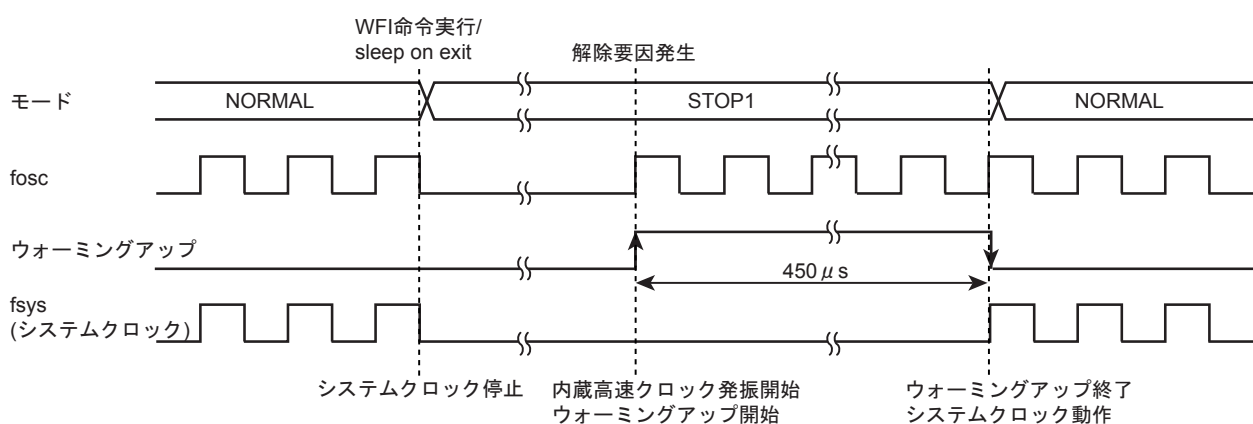 WFI命令実行/
sleep on exit
解除要因発生
モード
NORMAL
STOP1
NORMAL
fosc
ウォーミングアップ
450μs
fsys
(システムクロック)
システムクロック停止
内蔵高速クロック発振開始
ウォーミングアップ開始
ウォーミングアップ終了
システムクロック動作